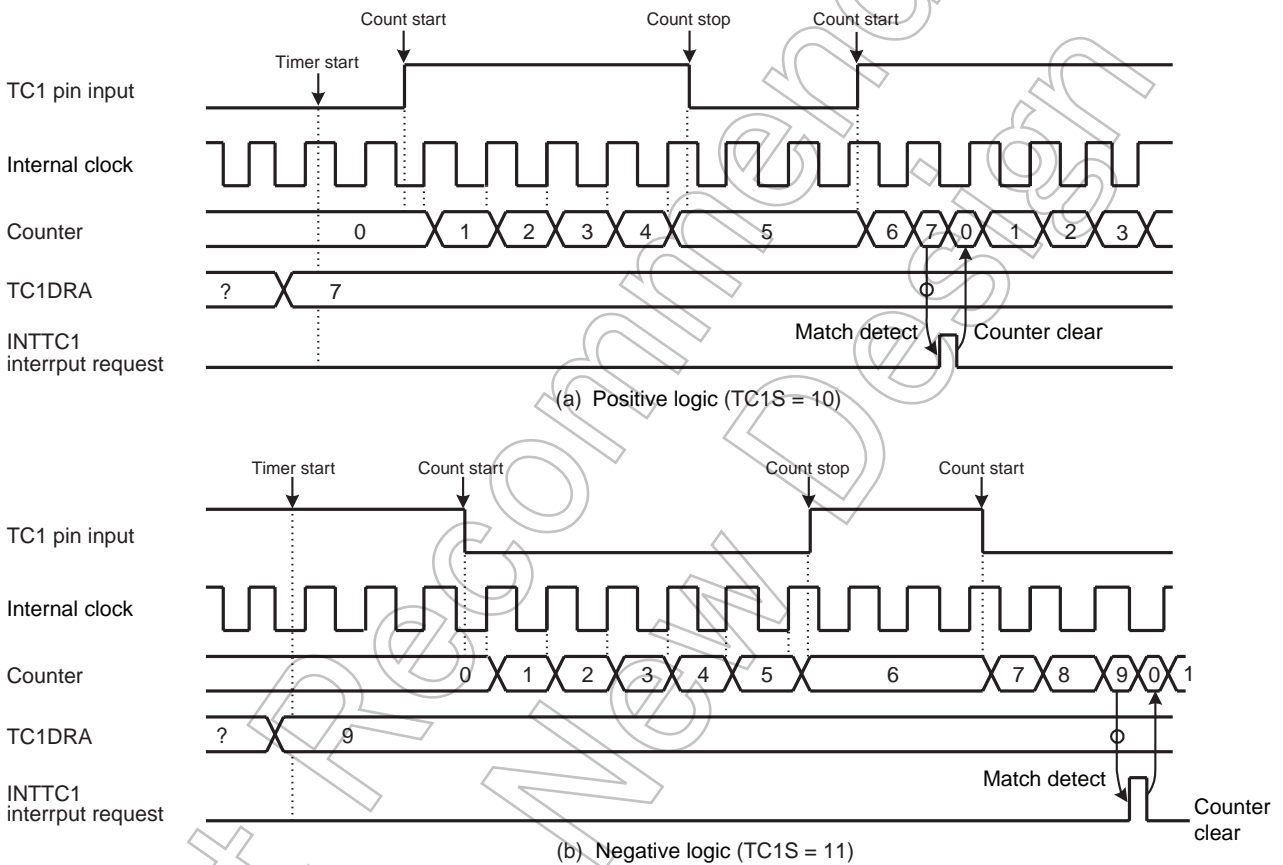 Count start Count stop Count start
Timer start
TC1 pin input
Internal clock
Counter 0 1 2 3 4 5 6 7 0 1 2 3
TC1DRA ? 7
Match detect Counter clear
INTTC1
interrput request
(a) Positive logic (TC1S = 10)
Timer start Count start Count stop Count start
TC1 pin input
Internal clock
Counter 0 1 2 3 4 5 6 7 8 9 0 1
TC1DRA ? 9
Match detect
INTTC1
interrput request
Counter
clear
(b) Negative logic (TC1S = 11)
t Recommend
New Design